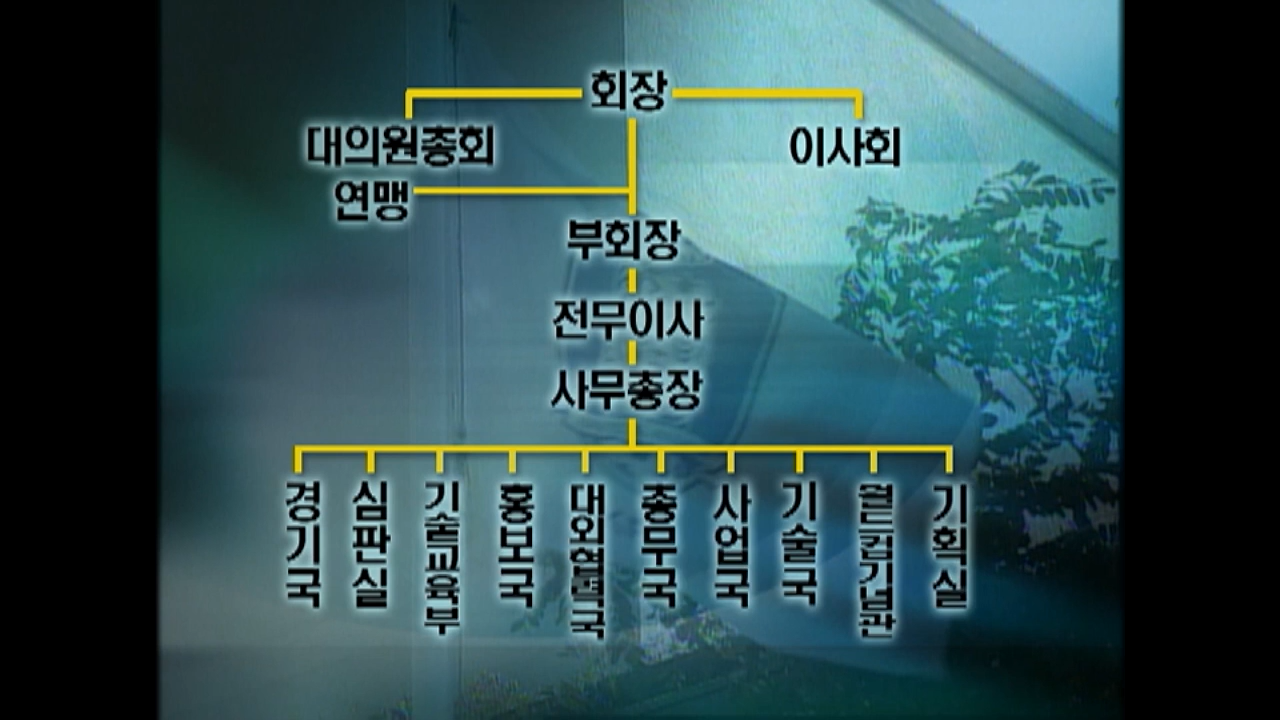 회장
대의원총회
이사회
연맹
부회장
전무이사
사무총장
경기국
심판실
기술교육부
홍보국
대외협력국
총무국
사업국
기술국
월드컵기념관
기획실